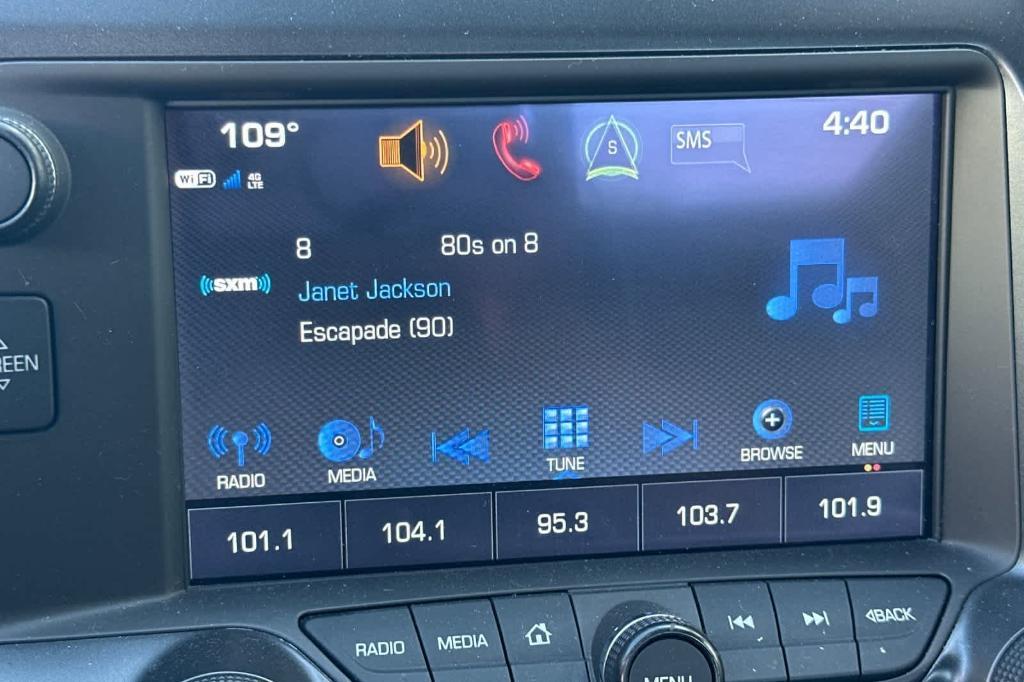 109°
S
SMS
4:40
WiFi
4G
LTE
8
80s on 8
((sxm))
Janet Jackson
Escapade (90)
REEN
RADIO
MEDIA
TUNE
BROWSE
MENU
101.1
104.1
95.3
103.7
101.9
RADIO
MEDIA
BACK
MENU